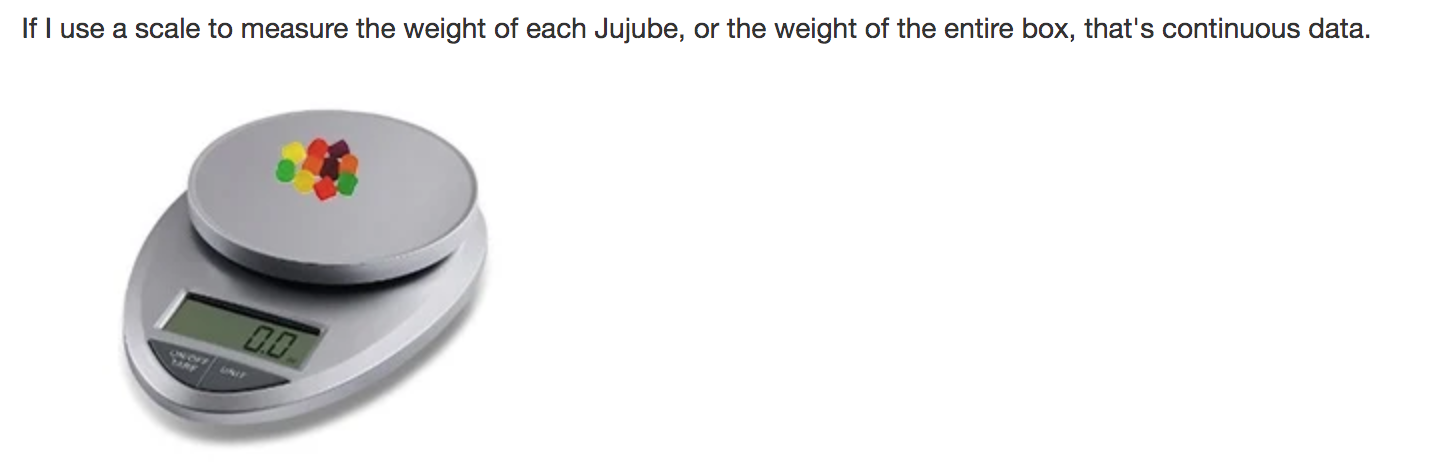 If I use a scale to measure the weight of each Jujube, or the weight of the entire box, that's continuous data.
0.0
ON/OFF
TARE
UNIT